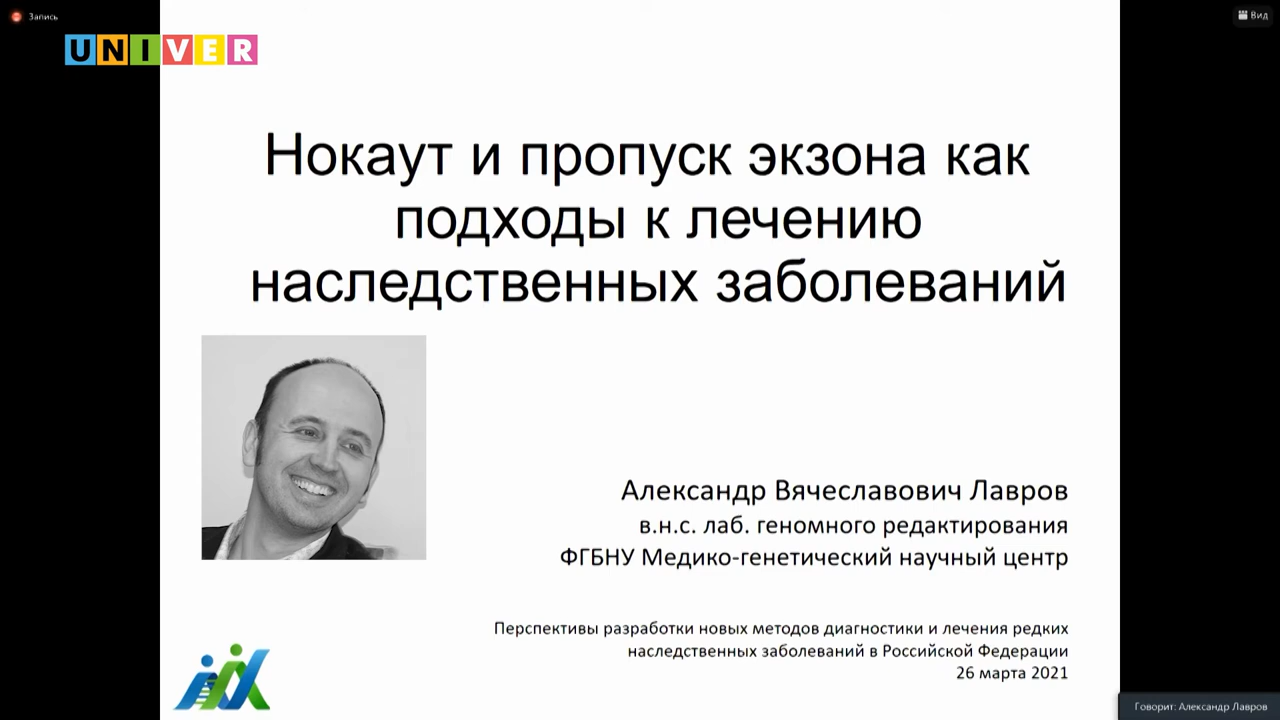 Запись
Вид
UNIVER
Нокаут и пропуск экзона как
подходы к лечению
наследственных заболеваний
Александр Вячеславович Лавров
в.н.с. лаб. геномного редактирования
ФГБНУ Медико-генетический научный центр
Перспективы разработки новых методов диагностики и лечения редких
наследственных заболеваний в Российской Федерации
26 марта 2021
Говорит: Александр Лавров